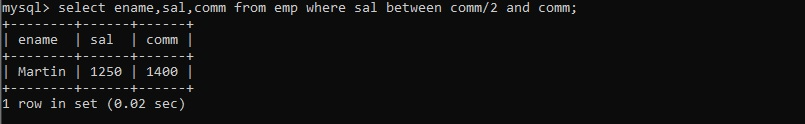 mysql> select ename,sal,comm from emp where sal between comm/2 and comm;
+--------+------+------+
| ename  | sal  | comm |
+--------+------+------+
| Martin | 1250 | 1400 |
+--------+------+------+
1 row in set (0.02 sec)